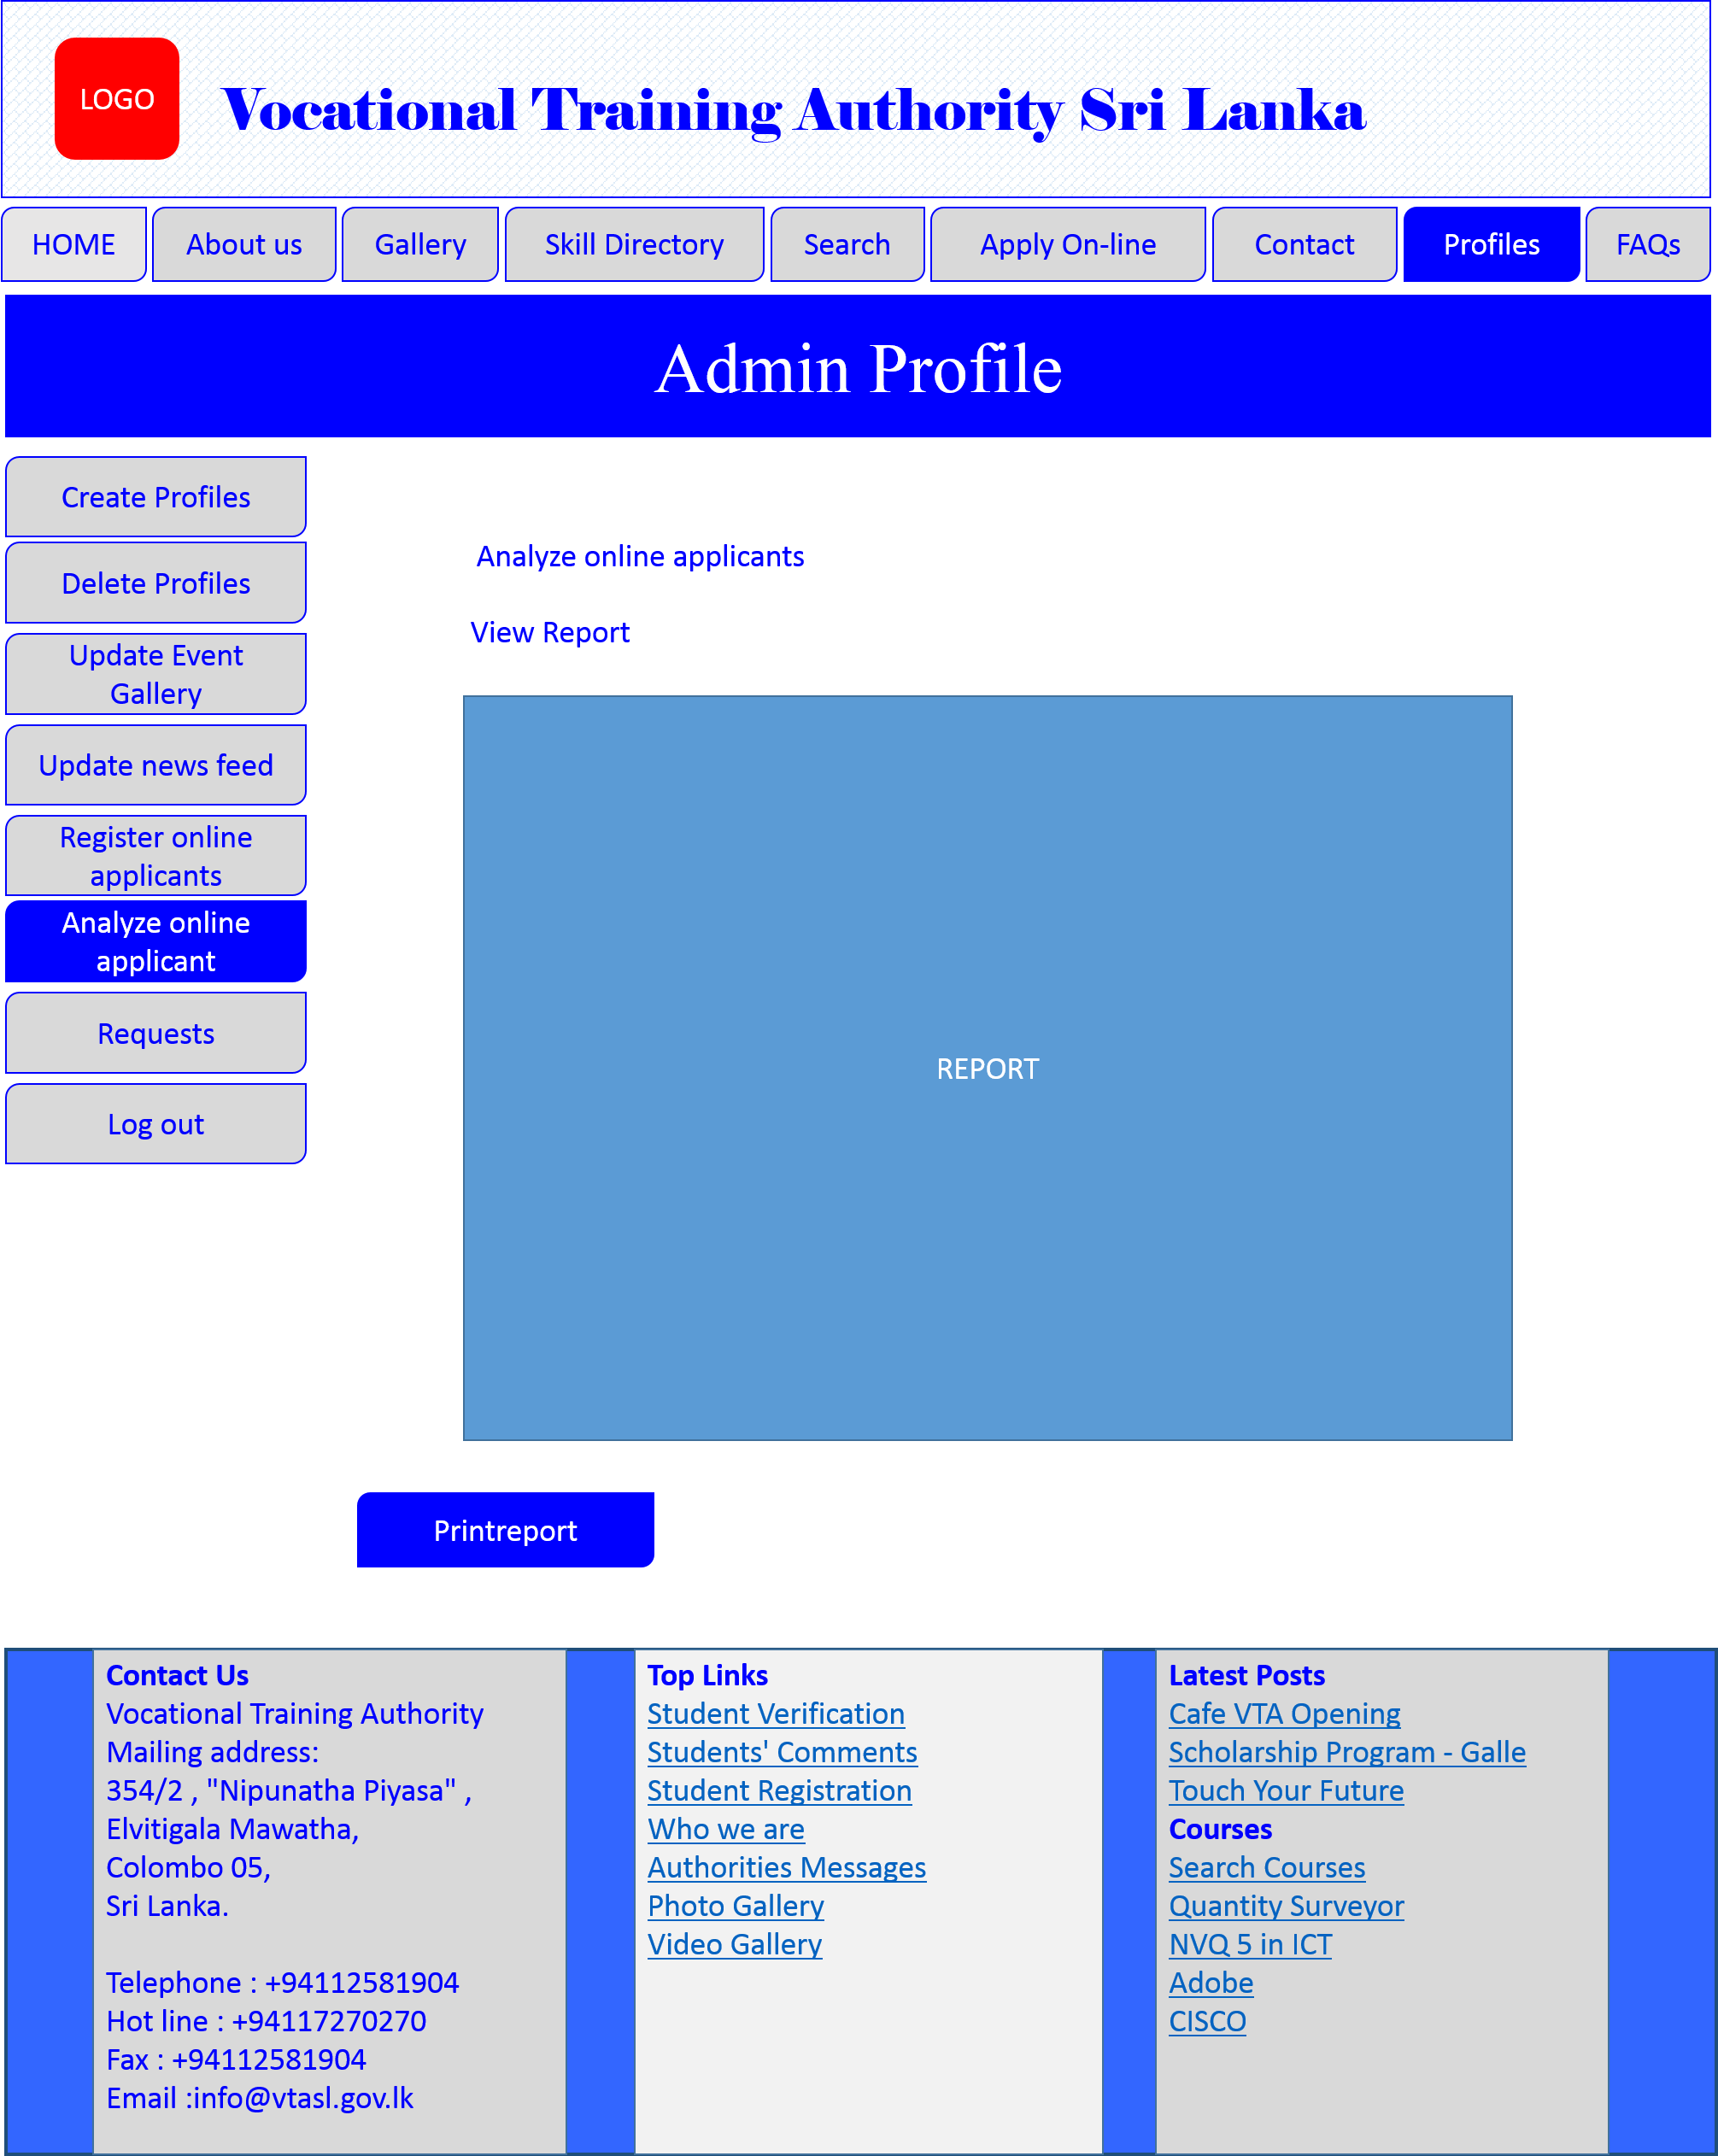 LOGO
Vocational Training Authority Sri Lanka
HOME
About us
Gallery
Skill Directory
Search
Apply On-line
Contact
Profiles
FAQs
Admin Profile
Create Profiles
Delete Profiles
Update Event
Gallery
Update news feed
Register online
applicants
Analyze online
applicant
Requests
Log out
Analyze online applicants
View Report
REPORT
Printreport
Contact Us
Vocational Training Authority
Mailing address:
354/2 , "Nipunatha Piyasa" ,
Elvitigala Mawatha,
Colombo 05,
Sri Lanka.
Telephone : +94112581904
Hot line : +94117270270
Fax : +94112581904
Email :info@vtasl.gov.lk
Top Links
Student Verification
Students' Comments
Student Registration
Who we are
Authorities Messages
Photo Gallery
Video Gallery
Latest Posts
Cafe VTA Opening
Scholarship Program - Galle
Touch Your Future
Courses
Search Courses
Quantity Surveyor
NVQ 5 in ICT
Adobe
CISCO